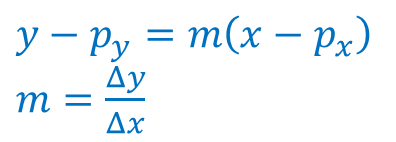 y − p_y = m(x − p_x)
m = Δy/Δx